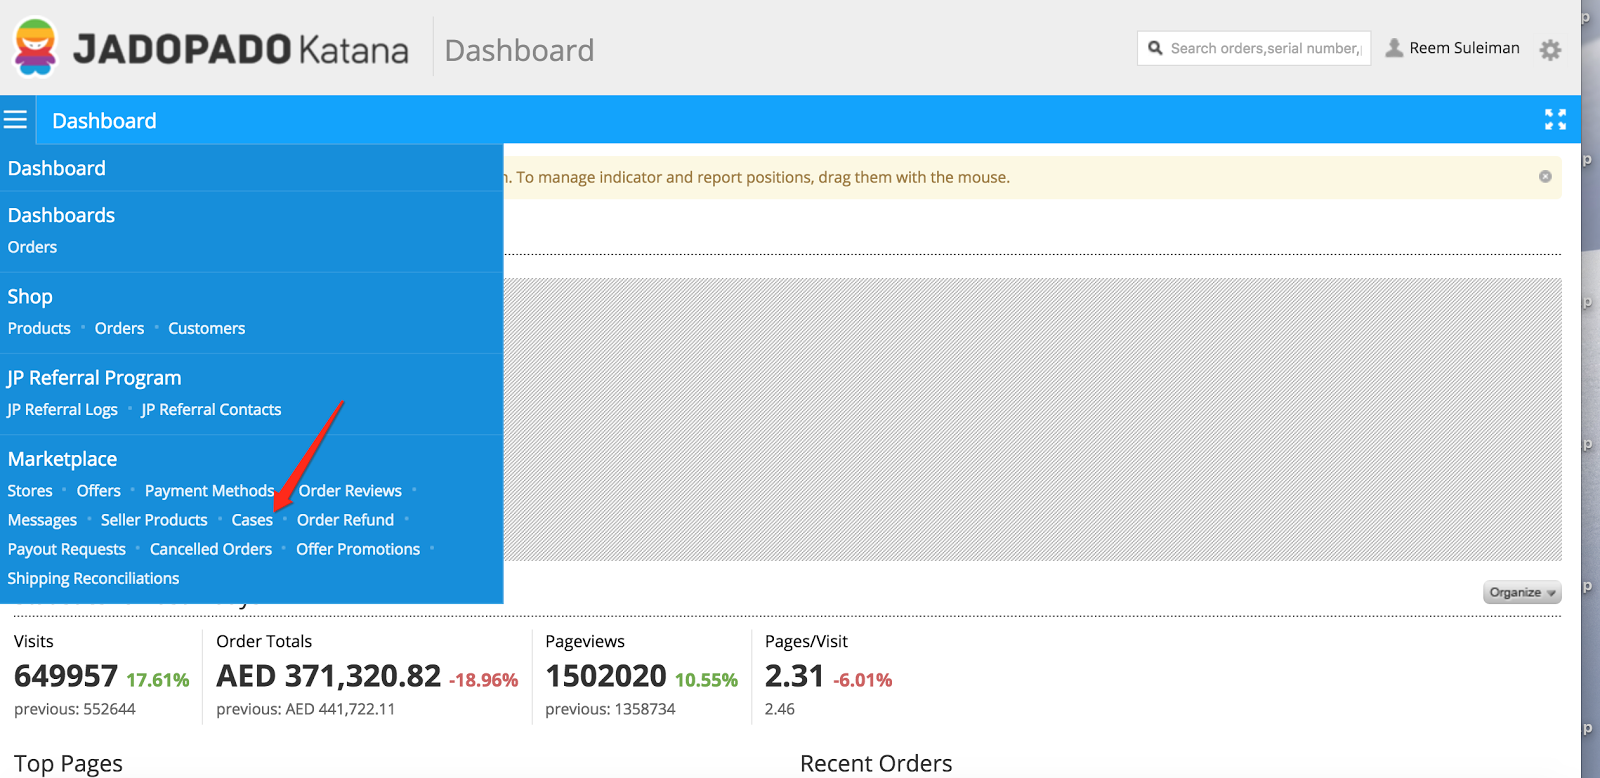 JADOPADO Katana
Dashboard
Search orders,serial number,
Reem Suleiman
Dashboard
Dashboard
. To manage indicator and report positions, drag them with the mouse.
Dashboards
Orders
Shop
Products • Orders • Customers
JP Referral Program
JP Referral Logs • JP Referral Contacts
Marketplace
Stores • Offers • Payment Methods Order Reviews •
Messages • Seller Products • Cases • Order Refund •
Payout Requests • Cancelled Orders • Offer Promotions •
Shipping Reconciliations
Organize
Visits
649957 17.61%
previous: 552644
Order Totals
AED 371,320.82 -18.96%
previous: AED 441,722.11
Pageviews
1502020 10.55%
previous: 1358734
Pages/Visit
2.31 -6.01%
2.46
Top Pages
Recent Orders
p
p
p
p
p
p